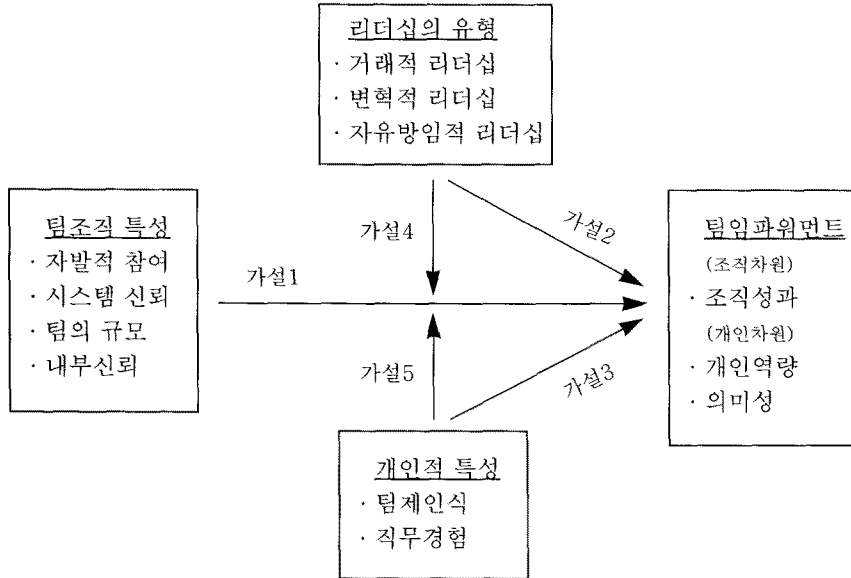 리더십의 유형
· 거래적 리더십
· 변혁적 리더십
· 자유방임적 리더십
팀조직 특성
· 자발적 참여
· 시스템 신뢰
· 팀의 규모
· 내부신뢰
가설1
가설4
가설2
가설5
가설3
팀임파워먼트
(조직차원)
· 조직성과
(개인차원)
· 개인역량
· 의미성
개인적 특성
· 팀제인식
· 직무경험